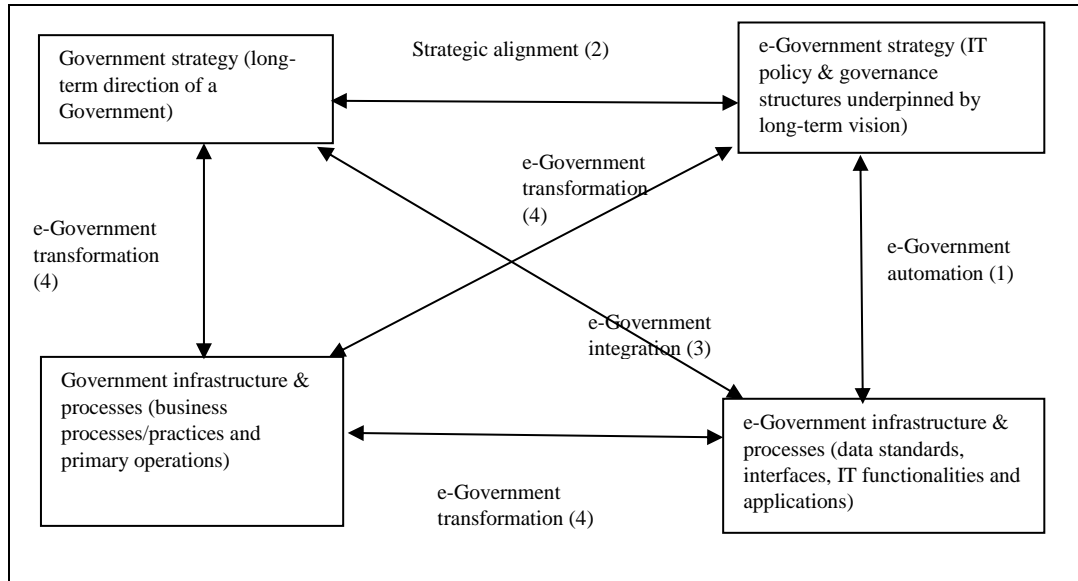 Government strategy (long-
term direction of a
Government)
Strategic alignment (2)
e-Government strategy (IT
policy & governance
structures underpinned by
long-term vision)
e-Government
transformation
(4)
e-Government
transformation
(4)
e-Government
automation (1)
e-Government
integration (3)
Government infrastructure &
processes (business
processes/practices and
primary operations)
e-Government infrastructure &
processes (data standards,
interfaces, IT functionalities and
applications)
e-Government
transformation (4)